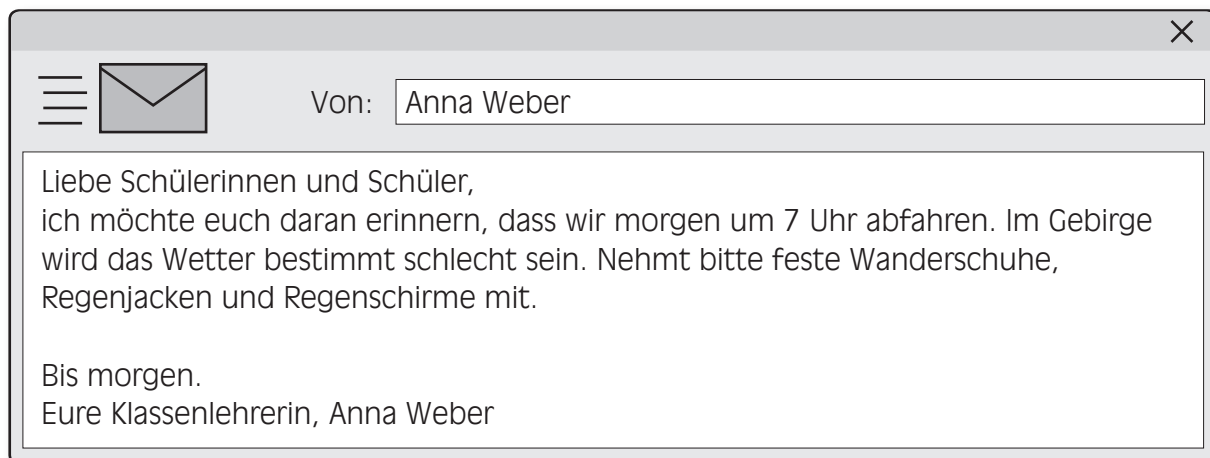 Von: Anna Weber
Liebe Schülerinnen und Schüler,
ich möchte euch daran erinnern, dass wir morgen um 7 Uhr abfahren. Im Gebirge
wird das Wetter bestimmt schlecht sein. Nehmt bitte feste Wanderschuhe,
Regenjacken und Regenschirme mit.
Bis morgen.
Eure Klassenlehrerin, Anna Weber